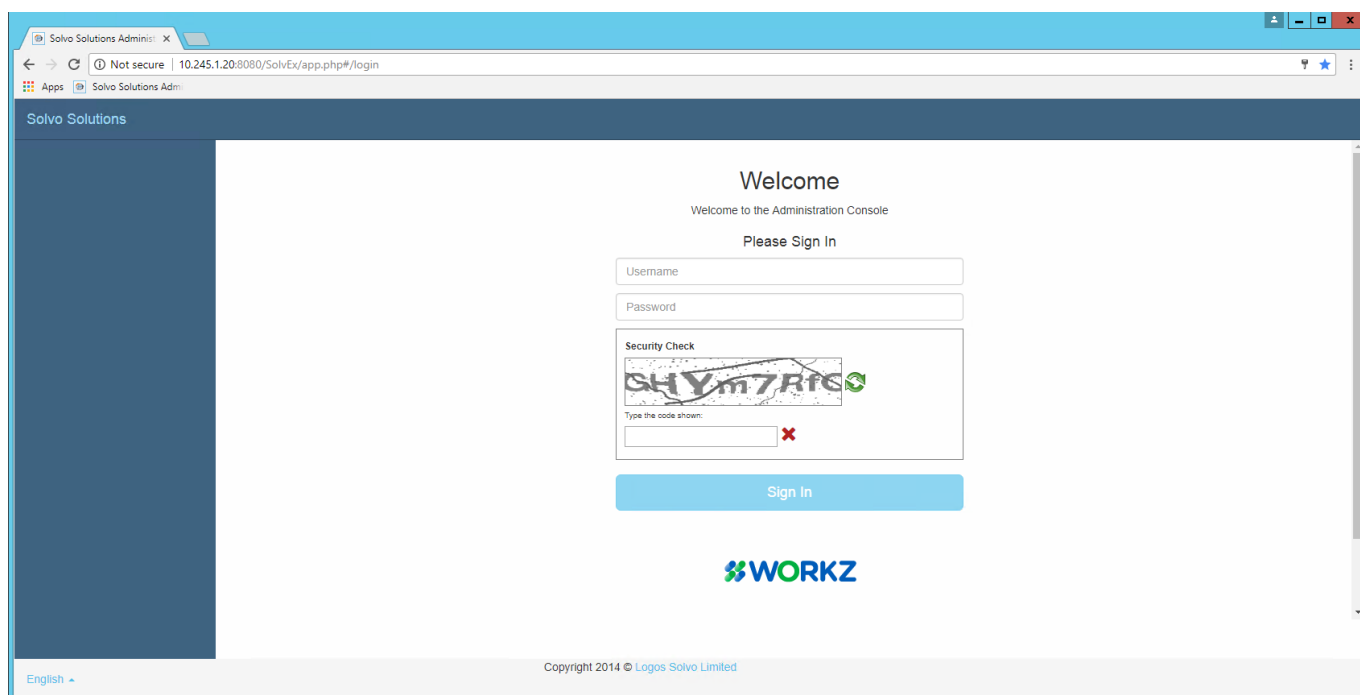 Solvo Solutions Administ
Not secure | 10.245.1.20:8080/SolvEx/app.php#/login
Apps Solvo Solutions Admi
Solvo Solutions
Welcome
Welcome to the Administration Console
Please Sign In
Username
Password
Security Check
GHYm7RfC
Type the code shown:
Sign In
WORKZ
Copyright 2014 © Logos Solvo Limited
English